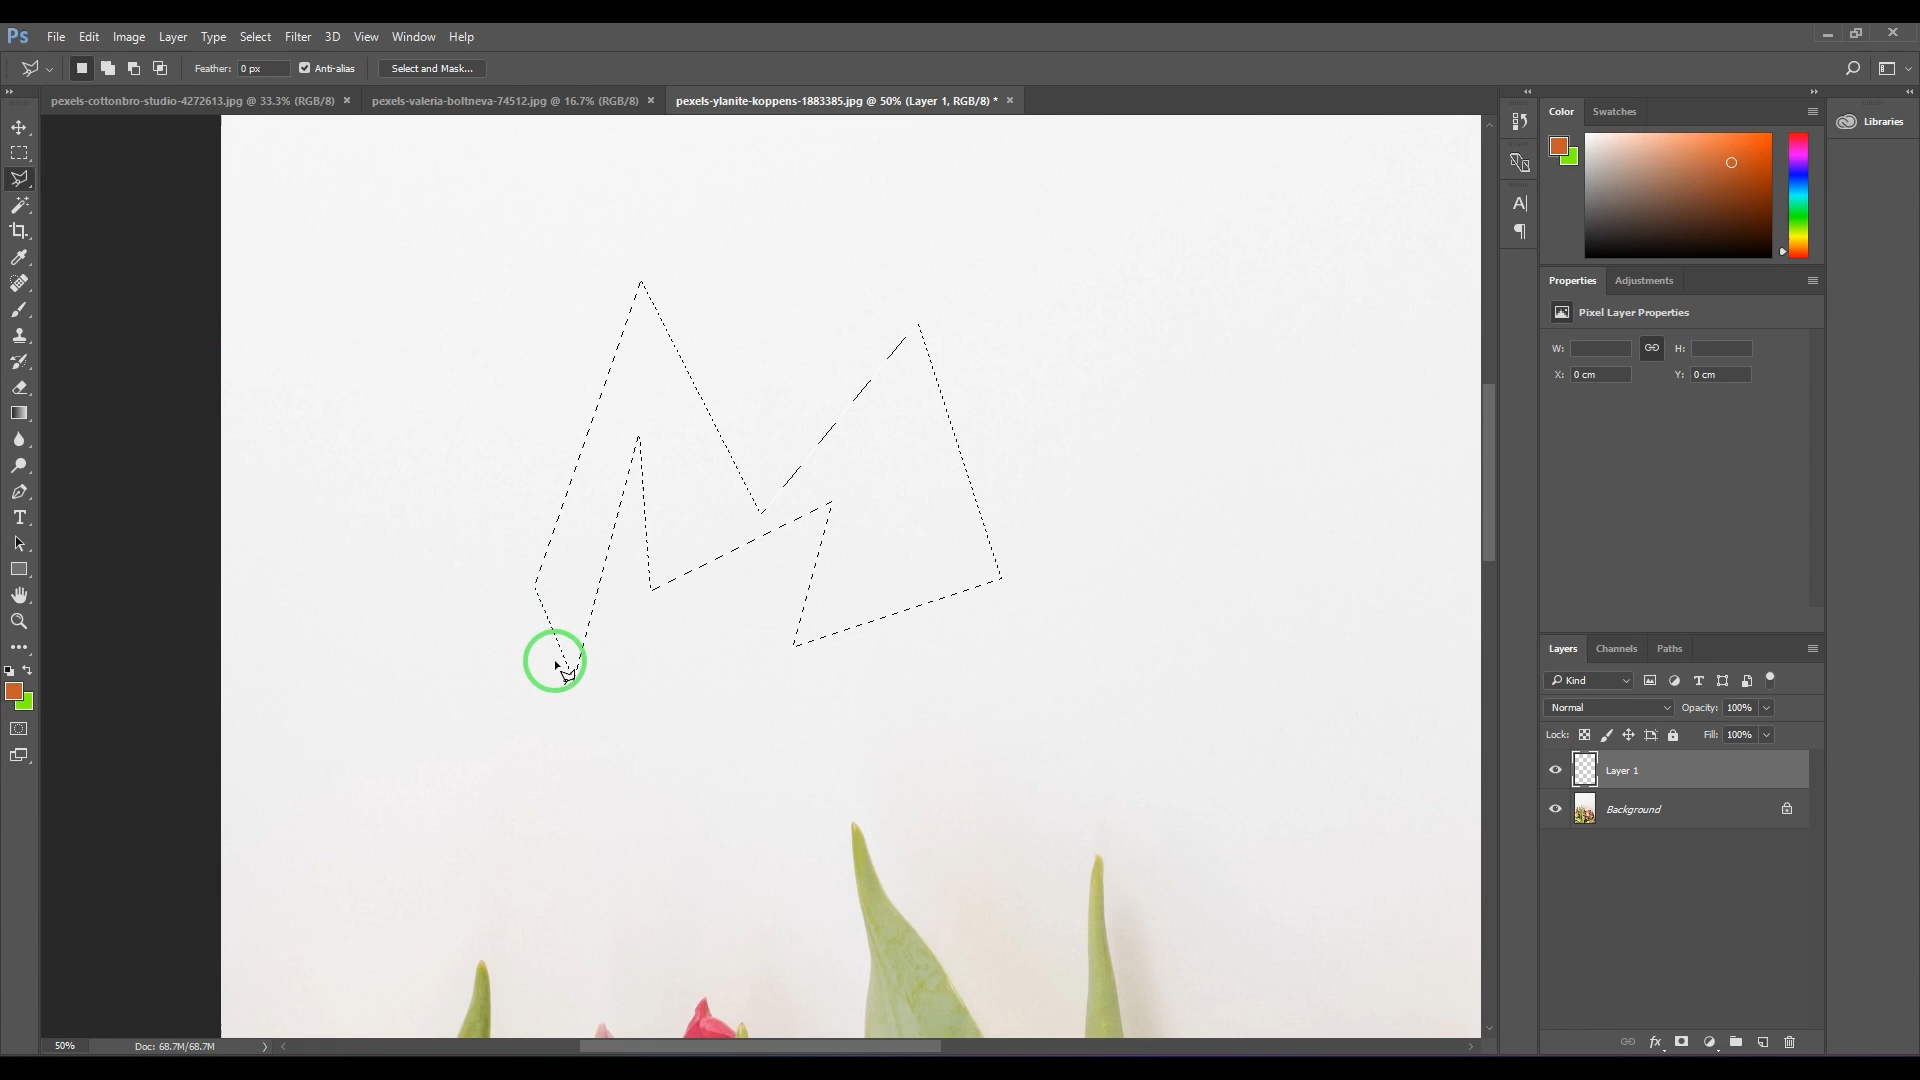 Ps File Edit Image Layer Type Select Filter 3D View Window Help
Feather: 0 px Anti-alias Select and Mask...
pexels-cottonbro-studio-4272613.jpg @ 33.3% (RGB/8) × pexels-valeria-boltneva-74512.jpg @ 16.7% (RGB/8) × pexels-ylanite-koppens-1883385.jpg @ 50% (Layer 1, RGB/8) * ×
Color Swatches
Libraries
Properties Adjustments
Pixel Layer Properties
W: H:
X: 0 cm Y: 0 cm
Layers Channels Paths
Kind
Normal Opacity: 100%
Lock: Fill: 100%
Layer 1
Background
fx
50% Doc: 68.7M/68.7M